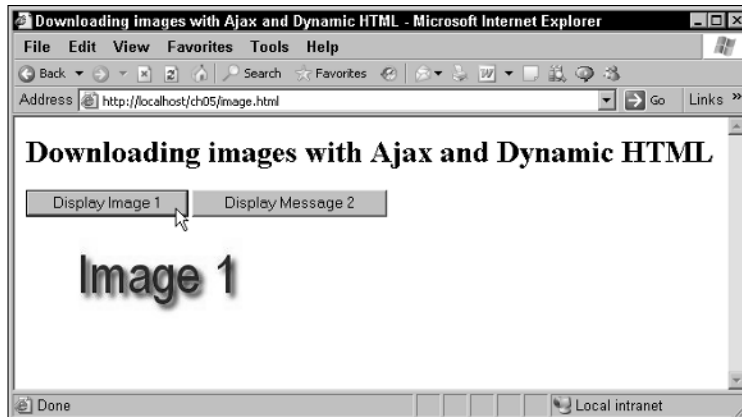 Downloading images with Ajax and Dynamic HTML - Microsoft Internet Explorer
File Edit View Favorites Tools Help
Back Search Favorites
Address http://localhost/ch05/image.html Go Links »
Downloading images with Ajax and Dynamic HTML
Display Image 1 Display Message 2
Image 1
Done Local intranet